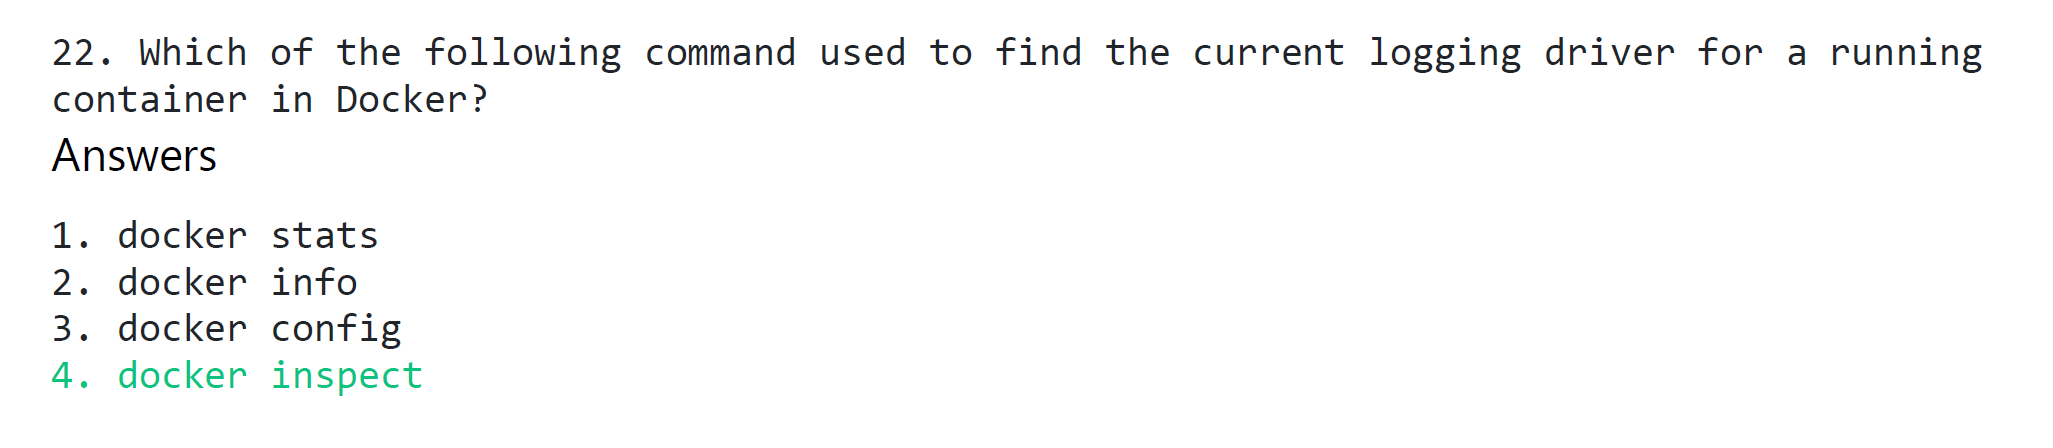 22. Which of the following command used to find the current logging driver for a running
container in Docker?
Answers
1. docker stats
2. docker info
3. docker config
4. docker inspect